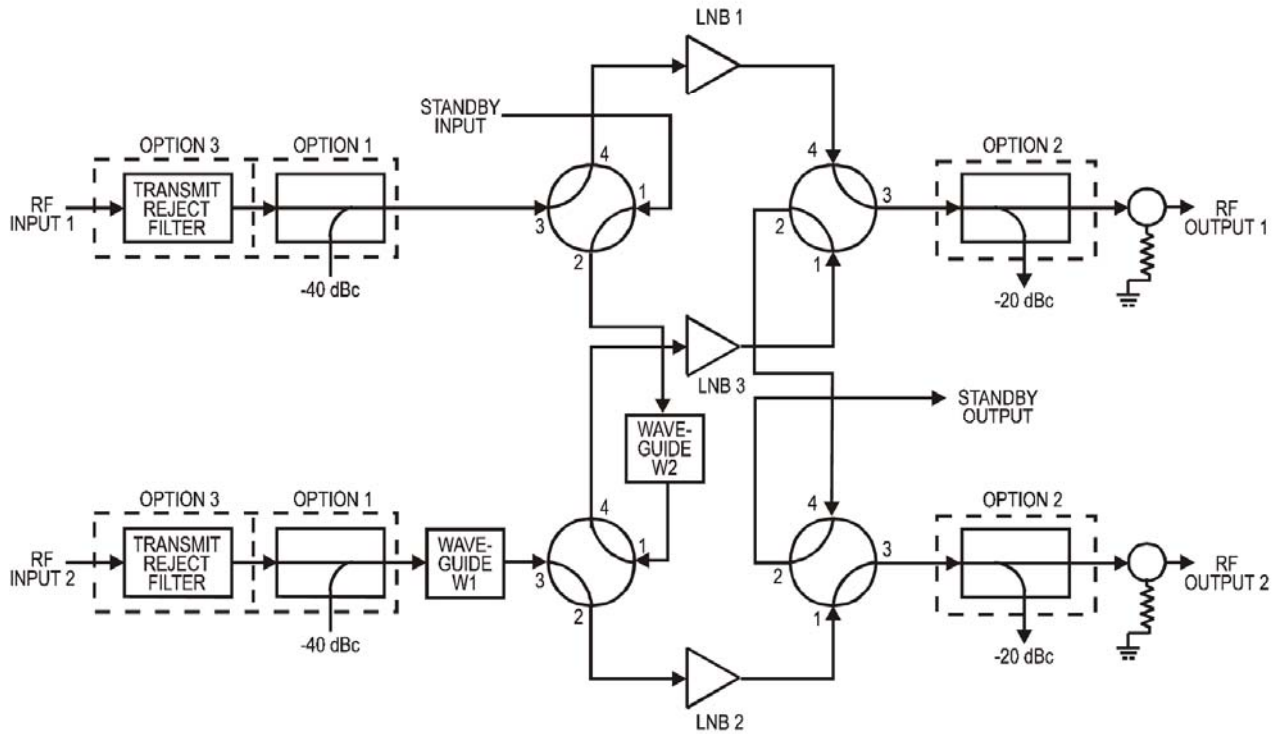 LNB 1
STANDBY
INPUT
OPTION 3
OPTION 1
TRANSMIT
REJECT
FILTER
RF
INPUT 1
-40 dBc
4
1
3
2
4
3
2
1
OPTION 2
RF
OUTPUT 1
-20 dBc
LNB 3
STANDBY
OUTPUT
WAVE-
GUIDE
W2
OPTION 3
OPTION 1
TRANSMIT
REJECT
FILTER
RF
INPUT 2
-40 dBc
WAVE-
GUIDE
W1
4
1
3
2
4
3
2
1
OPTION 2
RF
OUTPUT 2
-20 dBc
LNB 2